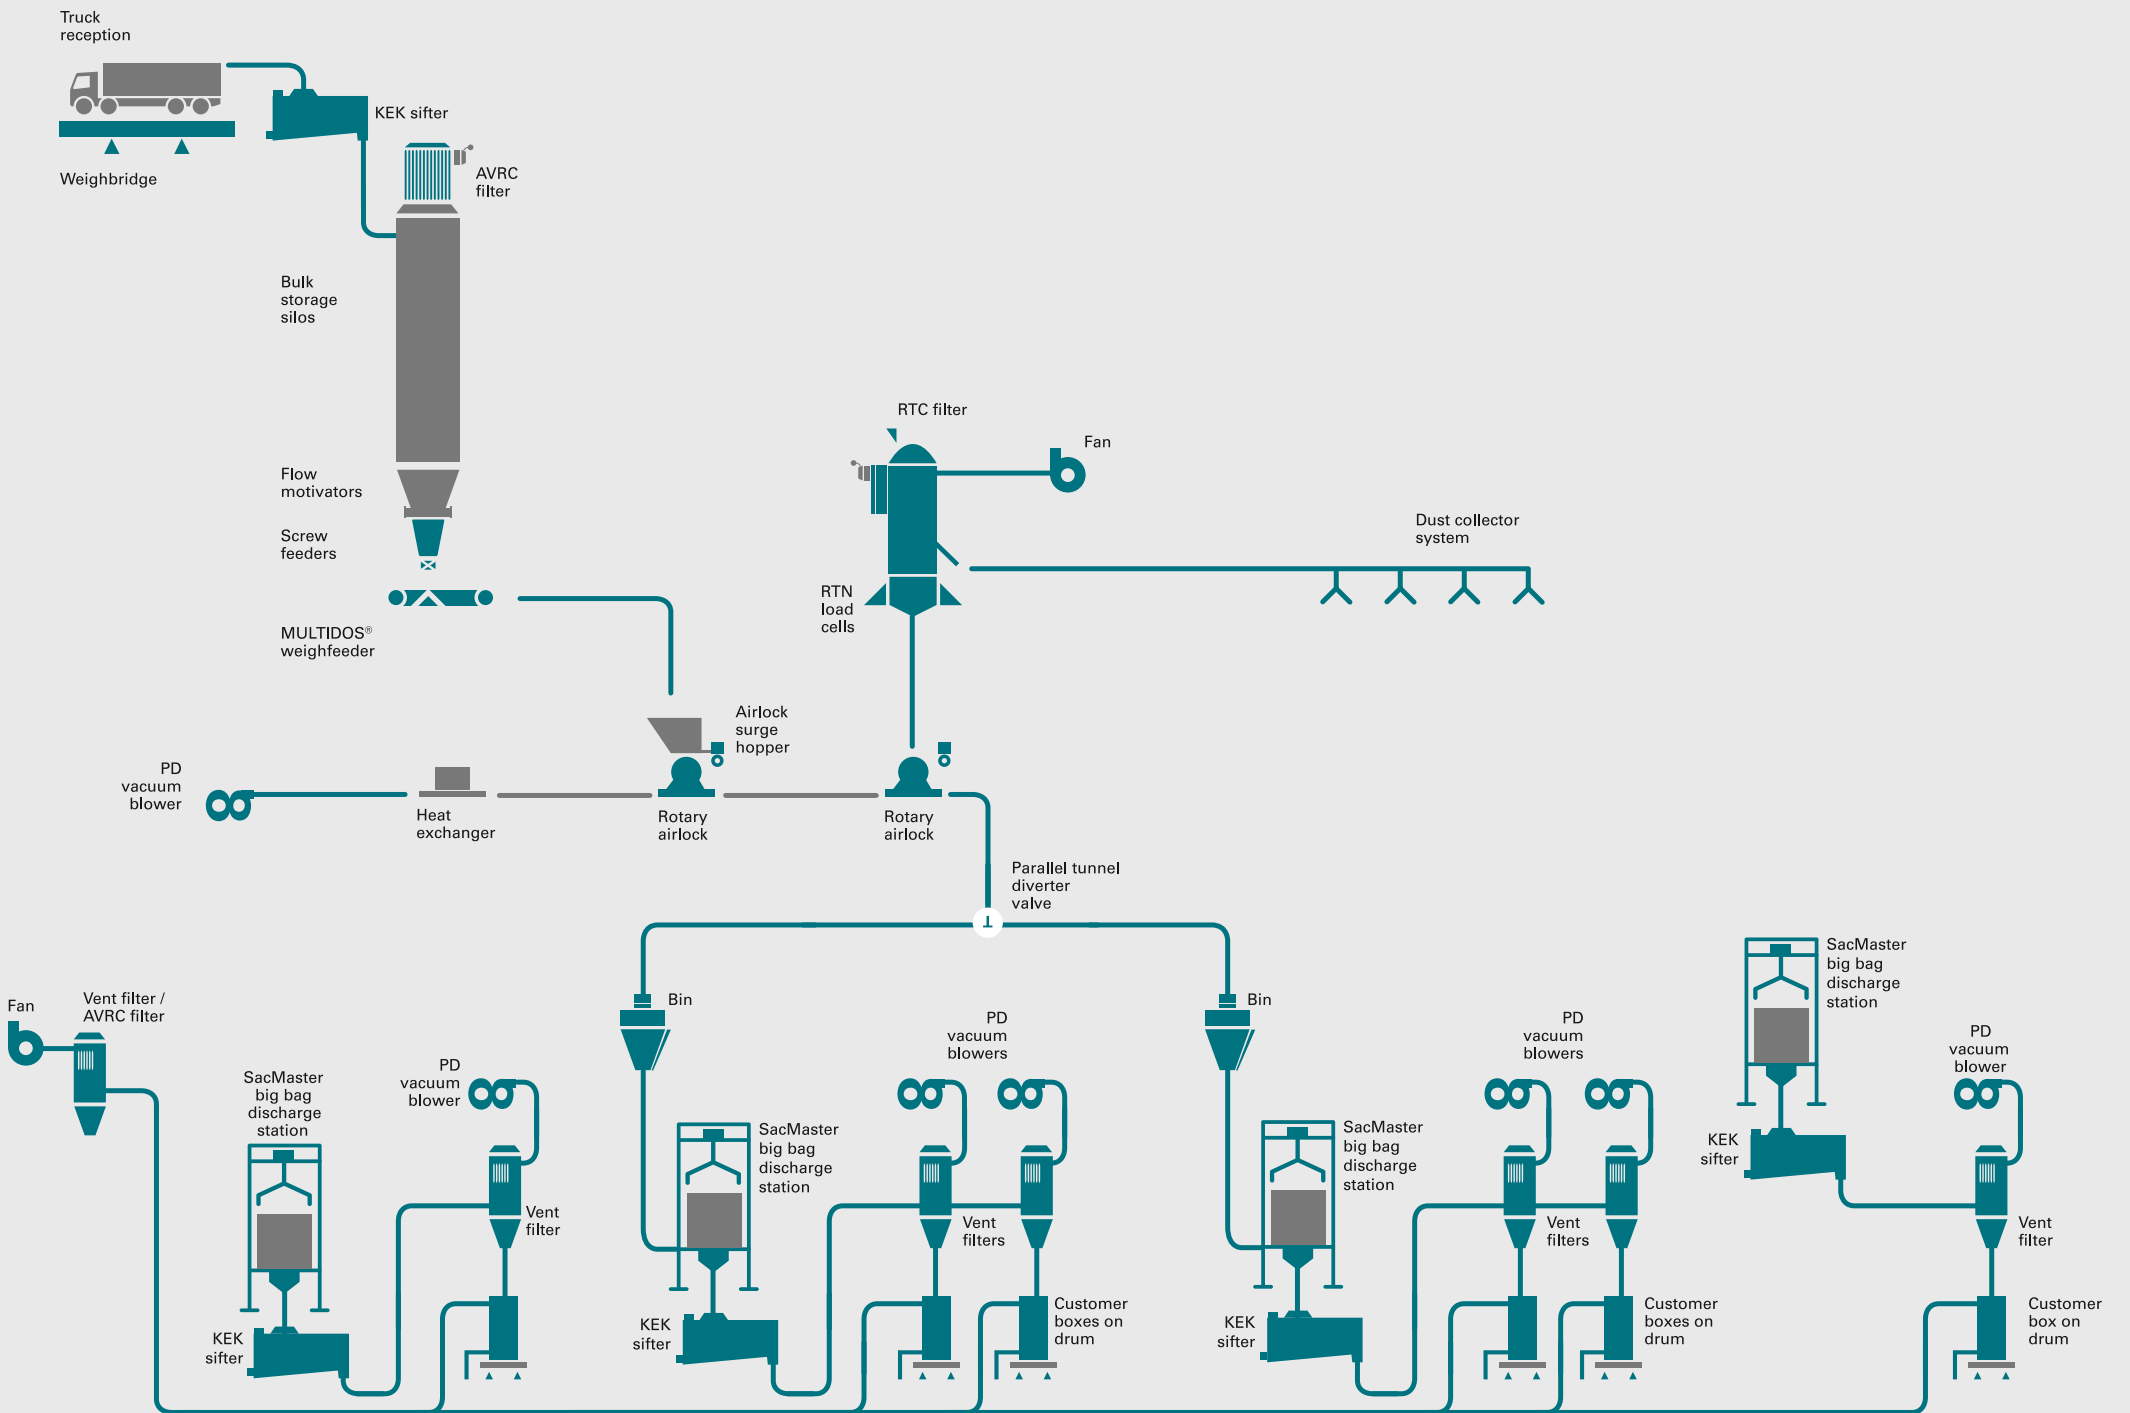 Truck
reception
KEK sifter
Weighbridge
AVRC
filter
Bulk
storage
silos
Flow
motivators
Screw
feeders
MULTIDOS®
weighfeeder
RTC filter
Fan
Dust collector
system
RTN
load
cells
Airlock
surge
hopper
PD
vacuum
blower
Heat
exchanger
Rotary
airlock
Rotary
airlock
Parallel tunnel
diverter
valve
Fan
Vent filter /
AVRC filter
SacMaster
big bag
discharge
station
KEK
sifter
PD
vacuum
blower
Vent
filter
Bin
SacMaster
big bag
discharge
station
KEK
sifter
PD
vacuum
blowers
Vent
filters
Customer
boxes on
drum
Bin
SacMaster
big bag
discharge
station
KEK
sifter
PD
vacuum
blowers
Vent
filters
Customer
boxes on
drum
SacMaster
big bag
discharge
station
KEK
sifter
PD
vacuum
blower
Vent
filter
Customer
box on
drum